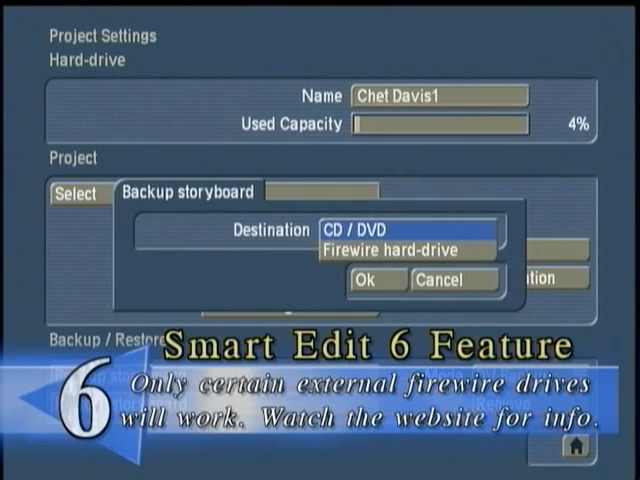 Project Settings
Hard-drive
Name Chet Davis1
Used Capacity 4%
Project
Select
Backup storyboard
Destination CD / DVD
Firewire hard-drive
Ok Cancel
Backup / Restore
Smart Edit 6 Feature
6
Only certain external firewire drives
will work. Watch the website for info.
Remove